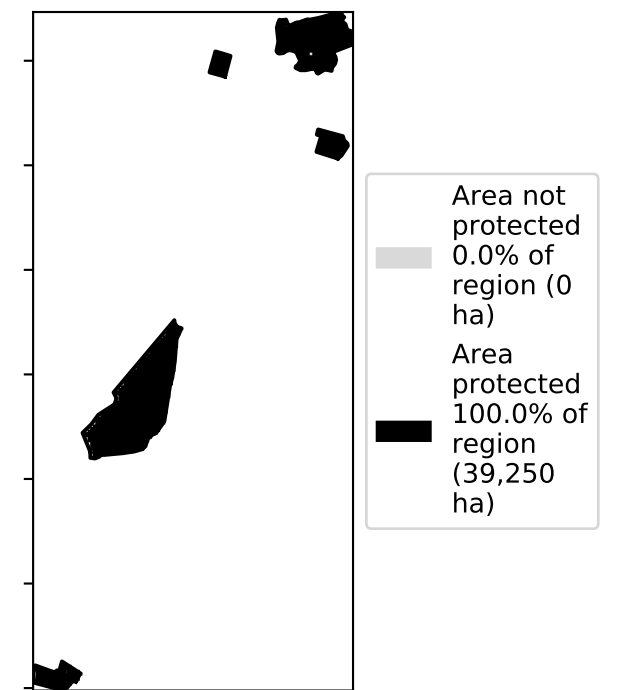 Area not
protected
0.0% of
region (0
ha)
Area
protected
100.0% of
region
(39,250
ha)